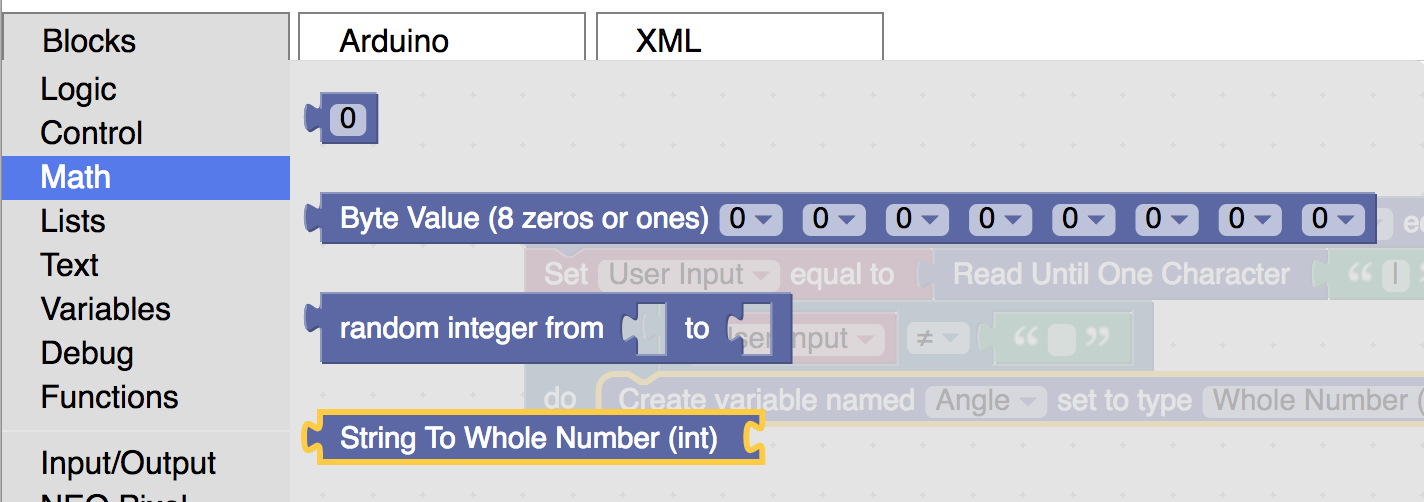 Blocks Arduino XML
Logic
Control
Math
Lists
Text
Variables
Debug
Functions
Input/Output
NEO Pixel
0
Byte Value (8 zeros or ones) 0 0 0 0 0 0 0 0
Set User Input equal to Read Until One Character “ | ”
random integer from to
ser Input ≠ “ ”
do Create variable named Angle set to type Whole Number (
String To Whole Number (int)